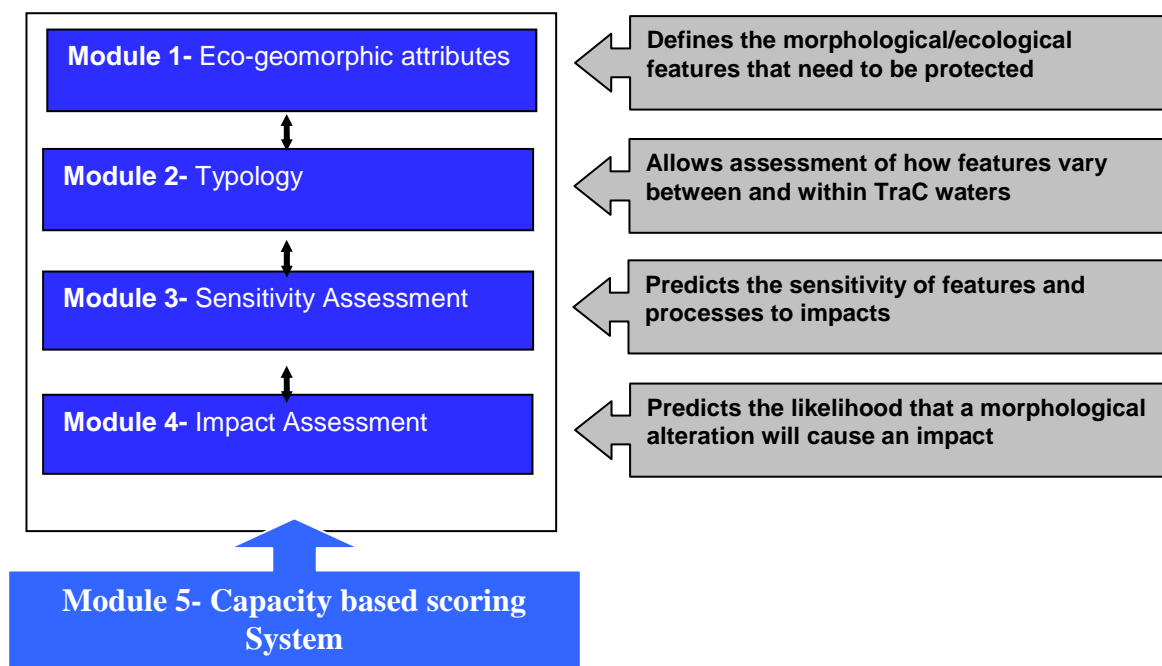 Module 1- Eco-geomorphic attributes
Defines the morphological/ecological
features that need to be protected
Module 2- Typology
Allows assessment of how features vary
between and within TraC waters
Module 3- Sensitivity Assessment
Predicts the sensitivity of features and
processes to impacts
Module 4- Impact Assessment
Predicts the likelihood that a morphological
alteration will cause an impact
Module 5- Capacity based scoring
System